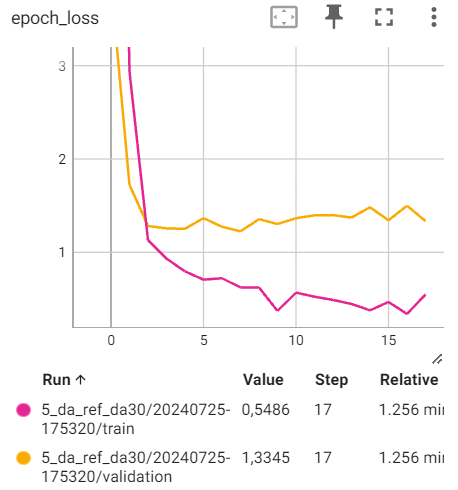 epoch_loss
3
2
1
0 5 10 15
Run ↑ Value Step Relative
5_da_ref_da30/20240725- 0,5486 17 1.256 mi
175320/train
5_da_ref_da30/20240725- 1,3345 17 1.256 mi
175320/validation